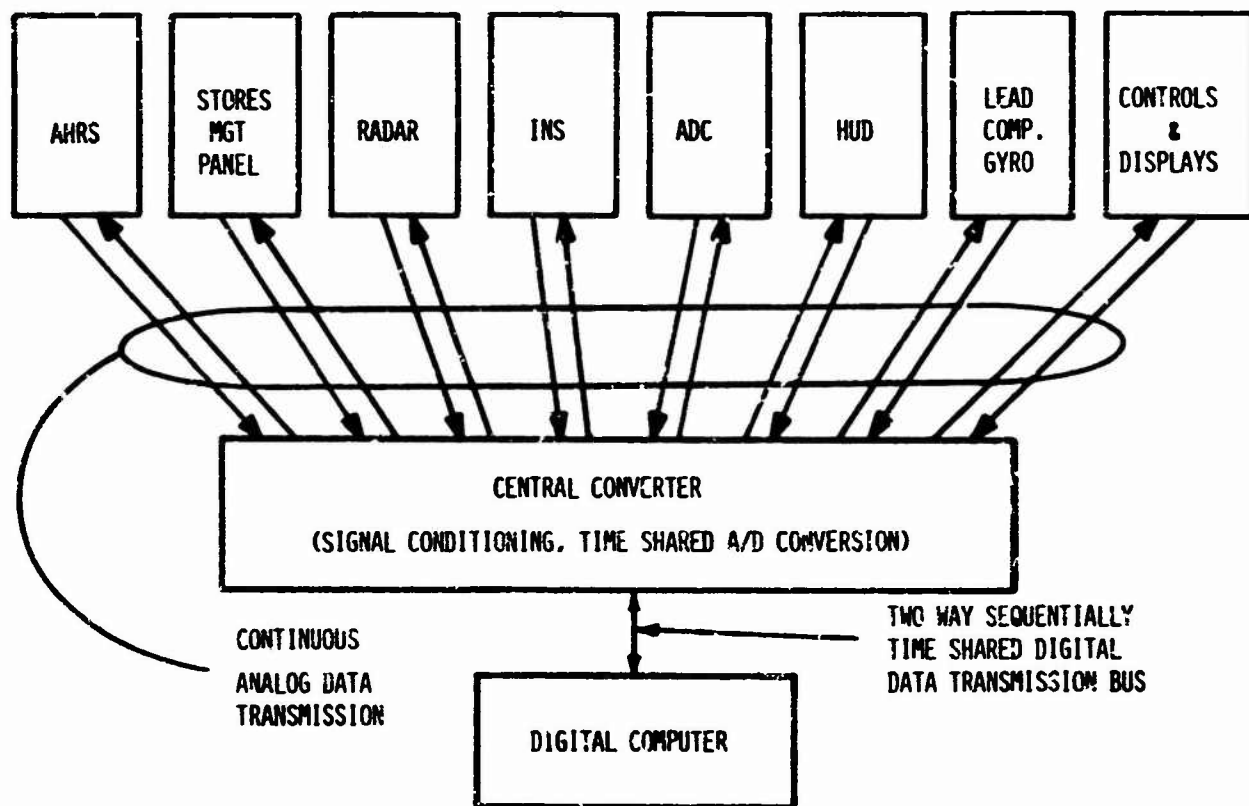 AHRS
STORES
MGT
PANEL
RADAR
INS
ADC
HUD
LEAD
COMP.
GYRO
CONTROLS
&
DISPLAYS
CENTRAL CONVERTER
(SIGNAL CONDITIONING, TIME SHARED A/D CONVERSION)
CONTINUOUS
ANALOG DATA
TRANSMISSION
TWO WAY SEQUENTIALLY
TIME SHARED DIGITAL
DATA TRANSMISSION BUS
DIGITAL COMPUTER